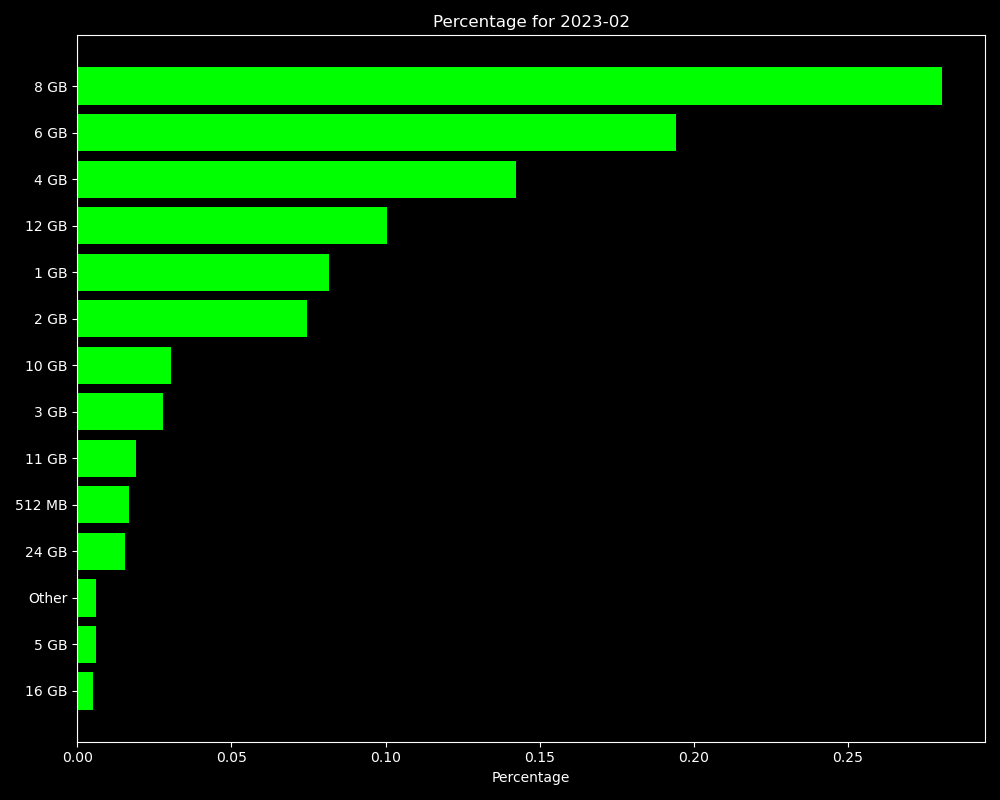 Percentage for 2023-02
8 GB
6 GB
4 GB
12 GB
1 GB
2 GB
10 GB
3 GB
11 GB
512 MB
24 GB
Other
5 GB
16 GB
0.00 0.05 0.10 0.15 0.20 0.25
Percentage